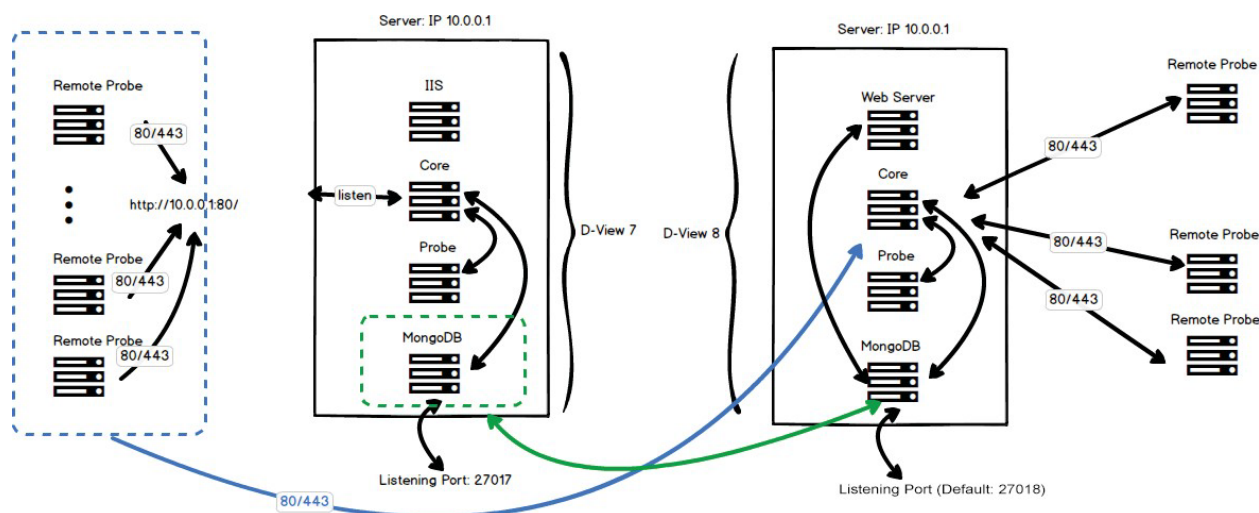 Server: IP 10.0.0.1
Server: IP 10.0.0.1
Remote Probe
80/443
http://10.0.0.1:80/
Remote Probe
80/443
Remote Probe
80/443
IIS
Core
listen
Probe
MongoDB
Listening Port: 27017
D-View 7
D-View 8
Web Server
Core
Probe
MongoDB
Listening Port (Default: 27018)
Remote Probe
80/443
Remote Probe
80/443
Remote Probe
80/443
80/443